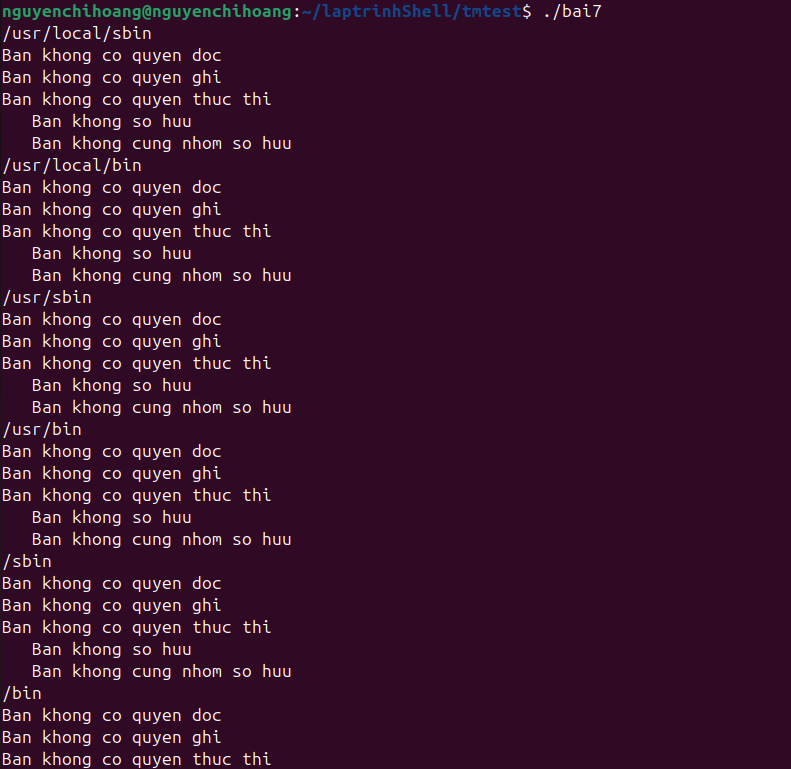 nguyenchihoang@nguyenchihoang:~/laptrinhShell/tmtest$ ./bai7
/usr/local/sbin
Ban khong co quyen doc
Ban khong co quyen ghi
Ban khong co quyen thuc thi
   Ban khong so huu
   Ban khong cung nhom so huu
/usr/local/bin
Ban khong co quyen doc
Ban khong co quyen ghi
Ban khong co quyen thuc thi
   Ban khong so huu
   Ban khong cung nhom so huu
/usr/sbin
Ban khong co quyen doc
Ban khong co quyen ghi
Ban khong co quyen thuc thi
   Ban khong so huu
   Ban khong cung nhom so huu
/usr/bin
Ban khong co quyen doc
Ban khong co quyen ghi
Ban khong co quyen thuc thi
   Ban khong so huu
   Ban khong cung nhom so huu
/sbin
Ban khong co quyen doc
Ban khong co quyen ghi
Ban khong co quyen thuc thi
   Ban khong so huu
   Ban khong cung nhom so huu
/bin
Ban khong co quyen doc
Ban khong co quyen ghi
Ban khong co quyen thuc thi